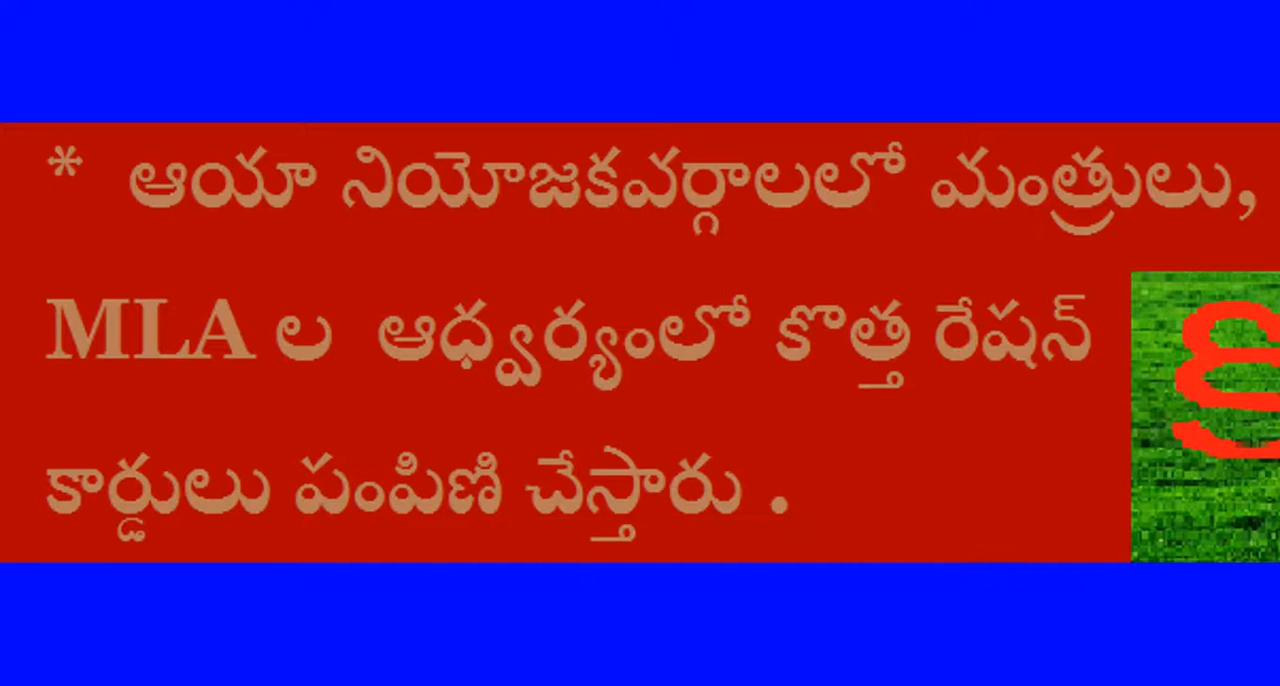 * ఆయా నియోజకవర్గాలలో మంత్రులు,
MLA ల ఆధ్వర్యంలో కొత్త రేషన్
కార్డులు పంపిణి చేస్తారు .